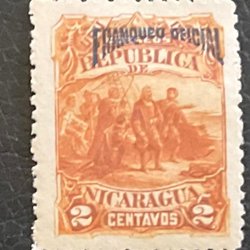 FRANQUEO OFICIAL
REPUBLICA
DE
NICARAGUA
2 CENTAVOS 2